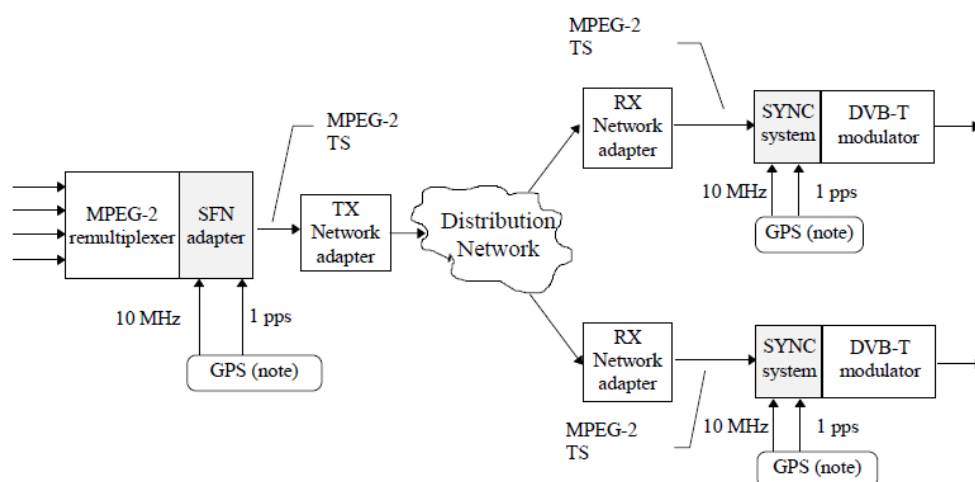 MPEG-2
TS
MPEG-2
remultiplexer
SFN
adapter
10 MHz
1 pps
GPS (note)
MPEG-2
TS
TX
Network
adapter
Distribution
Network
RX
Network
adapter
MPEG-2
TS
SYNC
system
DVB-T
modulator
10 MHz
1 pps
GPS (note)
RX
Network
adapter
SYNC
system
DVB-T
modulator
10 MHz
1 pps
GPS (note)